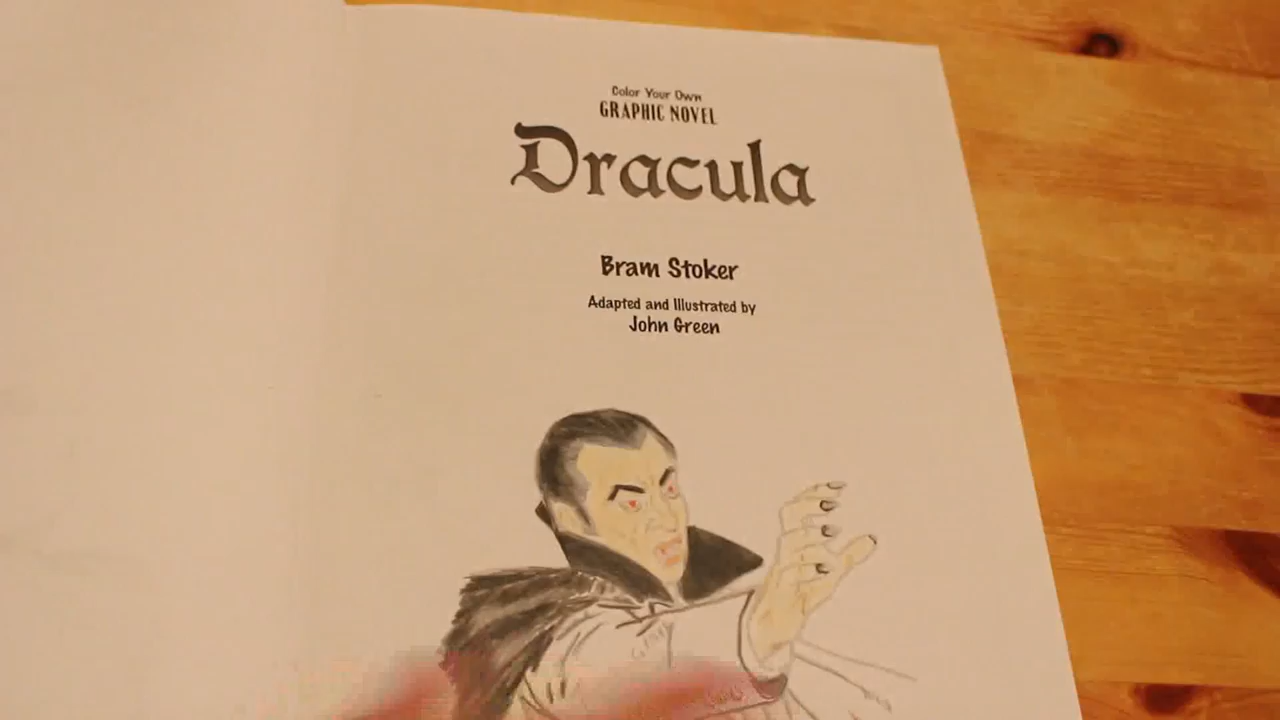 Color Your Own
GRAPHIC NOVEL
Dracula
Bram Stoker
Adapted and Illustrated by
John Green